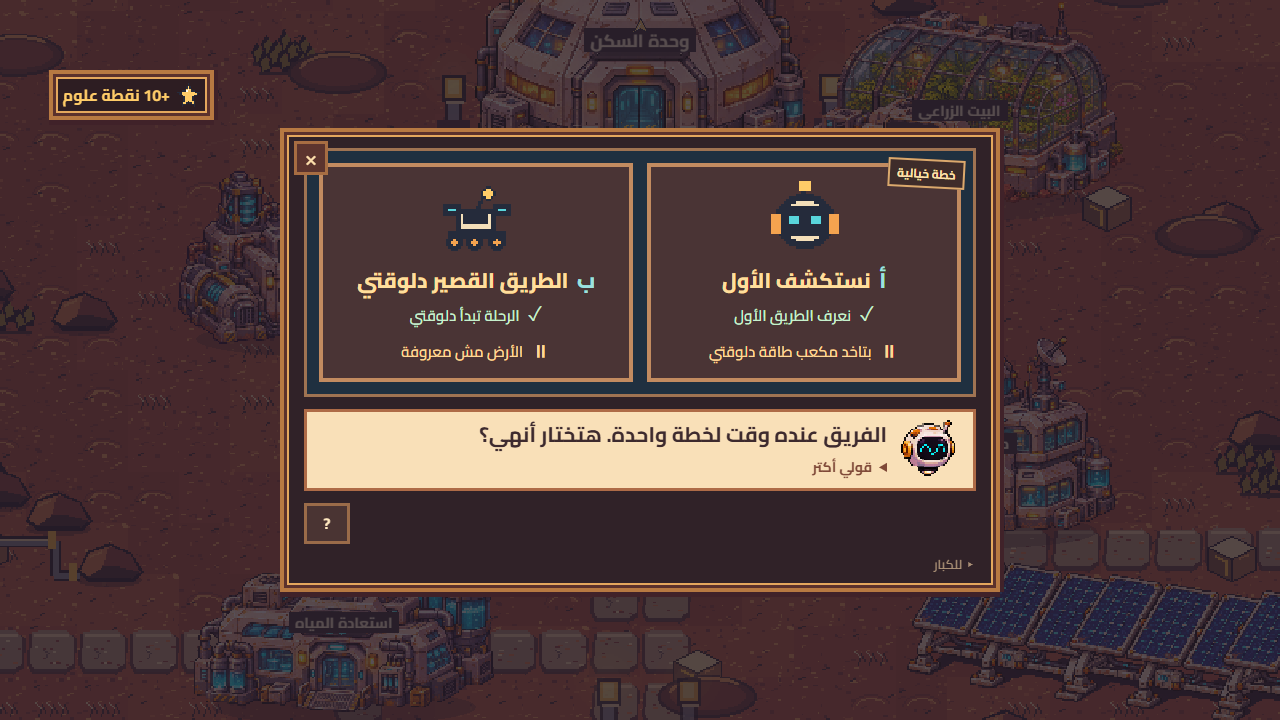 وحدة السكن
+10 نقطة علوم
البيت الزراعي
×
خطة خيالية
أ نستكشف الأول
✓ نعرف الطريق الأول
بتاخد مكعب طاقة دلوقتي
ب الطريق القصير دلوقتي
✓ الرحلة تبدأ دلوقتي
الأرض مش معروفة
الفريق عنده وقت لخطة واحدة. هتختار أنهي؟
◂ قولي أكتر
?
▸ للكبار
استعادة المياه